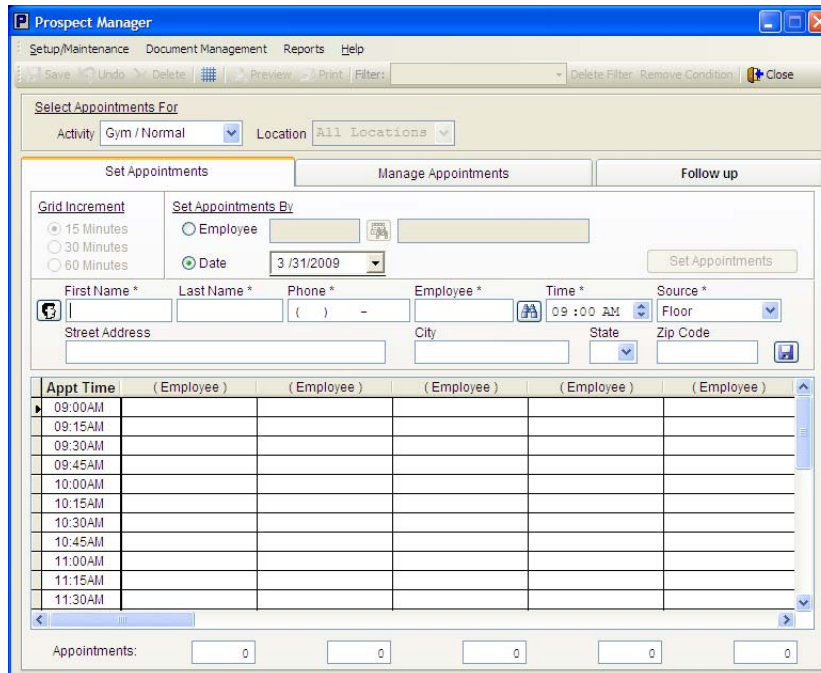 Prospect Manager
Setup/Maintenance Document Management Reports Help
Save Undo Delete Preview Print Filter: Delete Filter Remove Condition Close
Select Appointments For
Activity Gym / Normal Location All Locations
Set Appointments Manage Appointments Follow up
Grid Increment Set Appointments By
15 Minutes Employee
30 Minutes
60 Minutes Date 3 /31/2009 Set Appointments
First Name * Last Name * Phone * Employee * Time * Source *
( ) - 09 :00 AM Floor
Street Address City State Zip Code
Appt Time ( Employee ) ( Employee ) ( Employee ) ( Employee ) ( Employee )
09:00AM
09:15AM
09:30AM
09:45AM
10:00AM
10:15AM
10:30AM
10:45AM
11:00AM
11:15AM
11:30AM
Appointments: 0 0 0 0 0